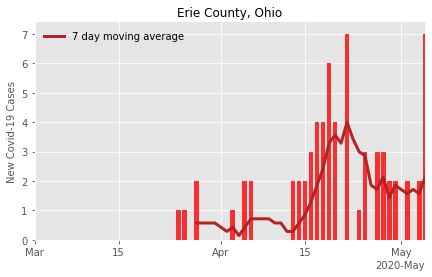 Erie County, Ohio
7 day moving average
New Covid-19 Cases
7
6
5
4
3
2
1
0
Mar 15 Apr 15 May
2020-May